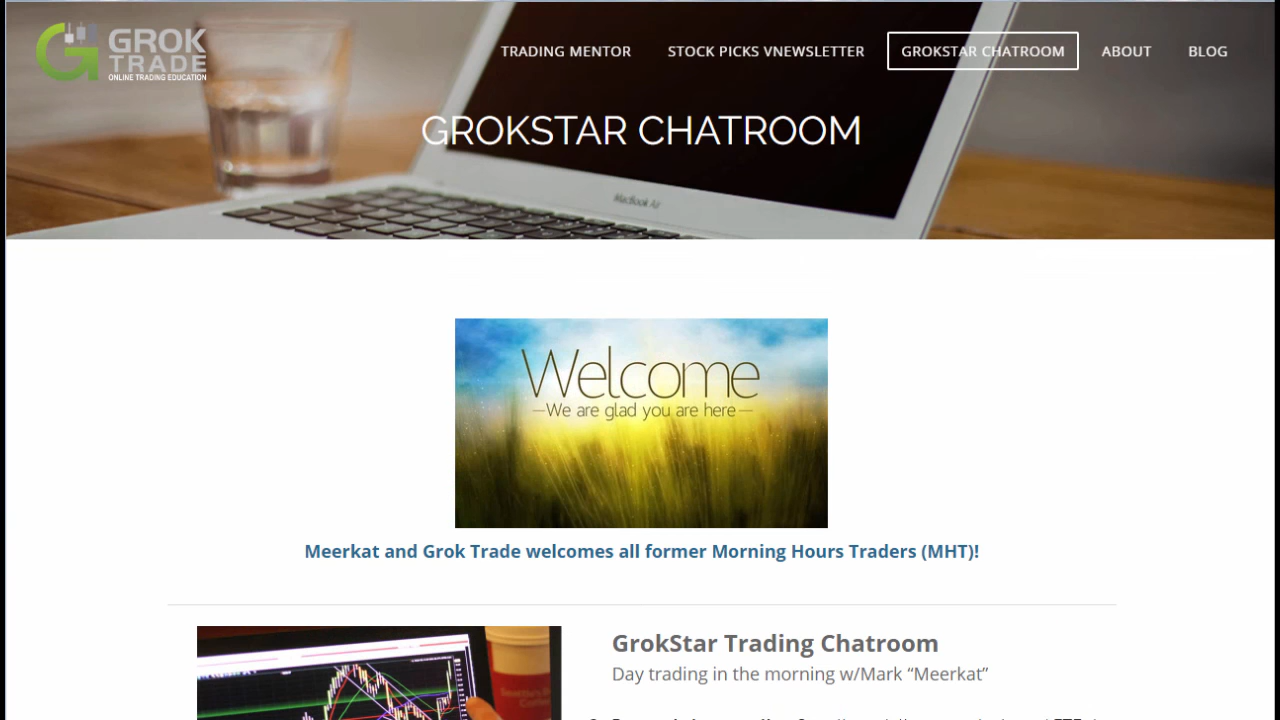 GROK
TRADE
ONLINE TRADING EDUCATION
TRADING MENTOR
STOCK PICKS VNEWSLETTER
GROKSTAR CHATROOM
ABOUT
BLOG
GROKSTAR CHATROOM
MacBook Air
Welcome
—We are glad you are here—
Meerkat and Grok Trade welcomes all former Morning Hours Traders (MHT)!
GrokStar Trading Chatroom
Day trading in the morning w/Mark “Meerkat”